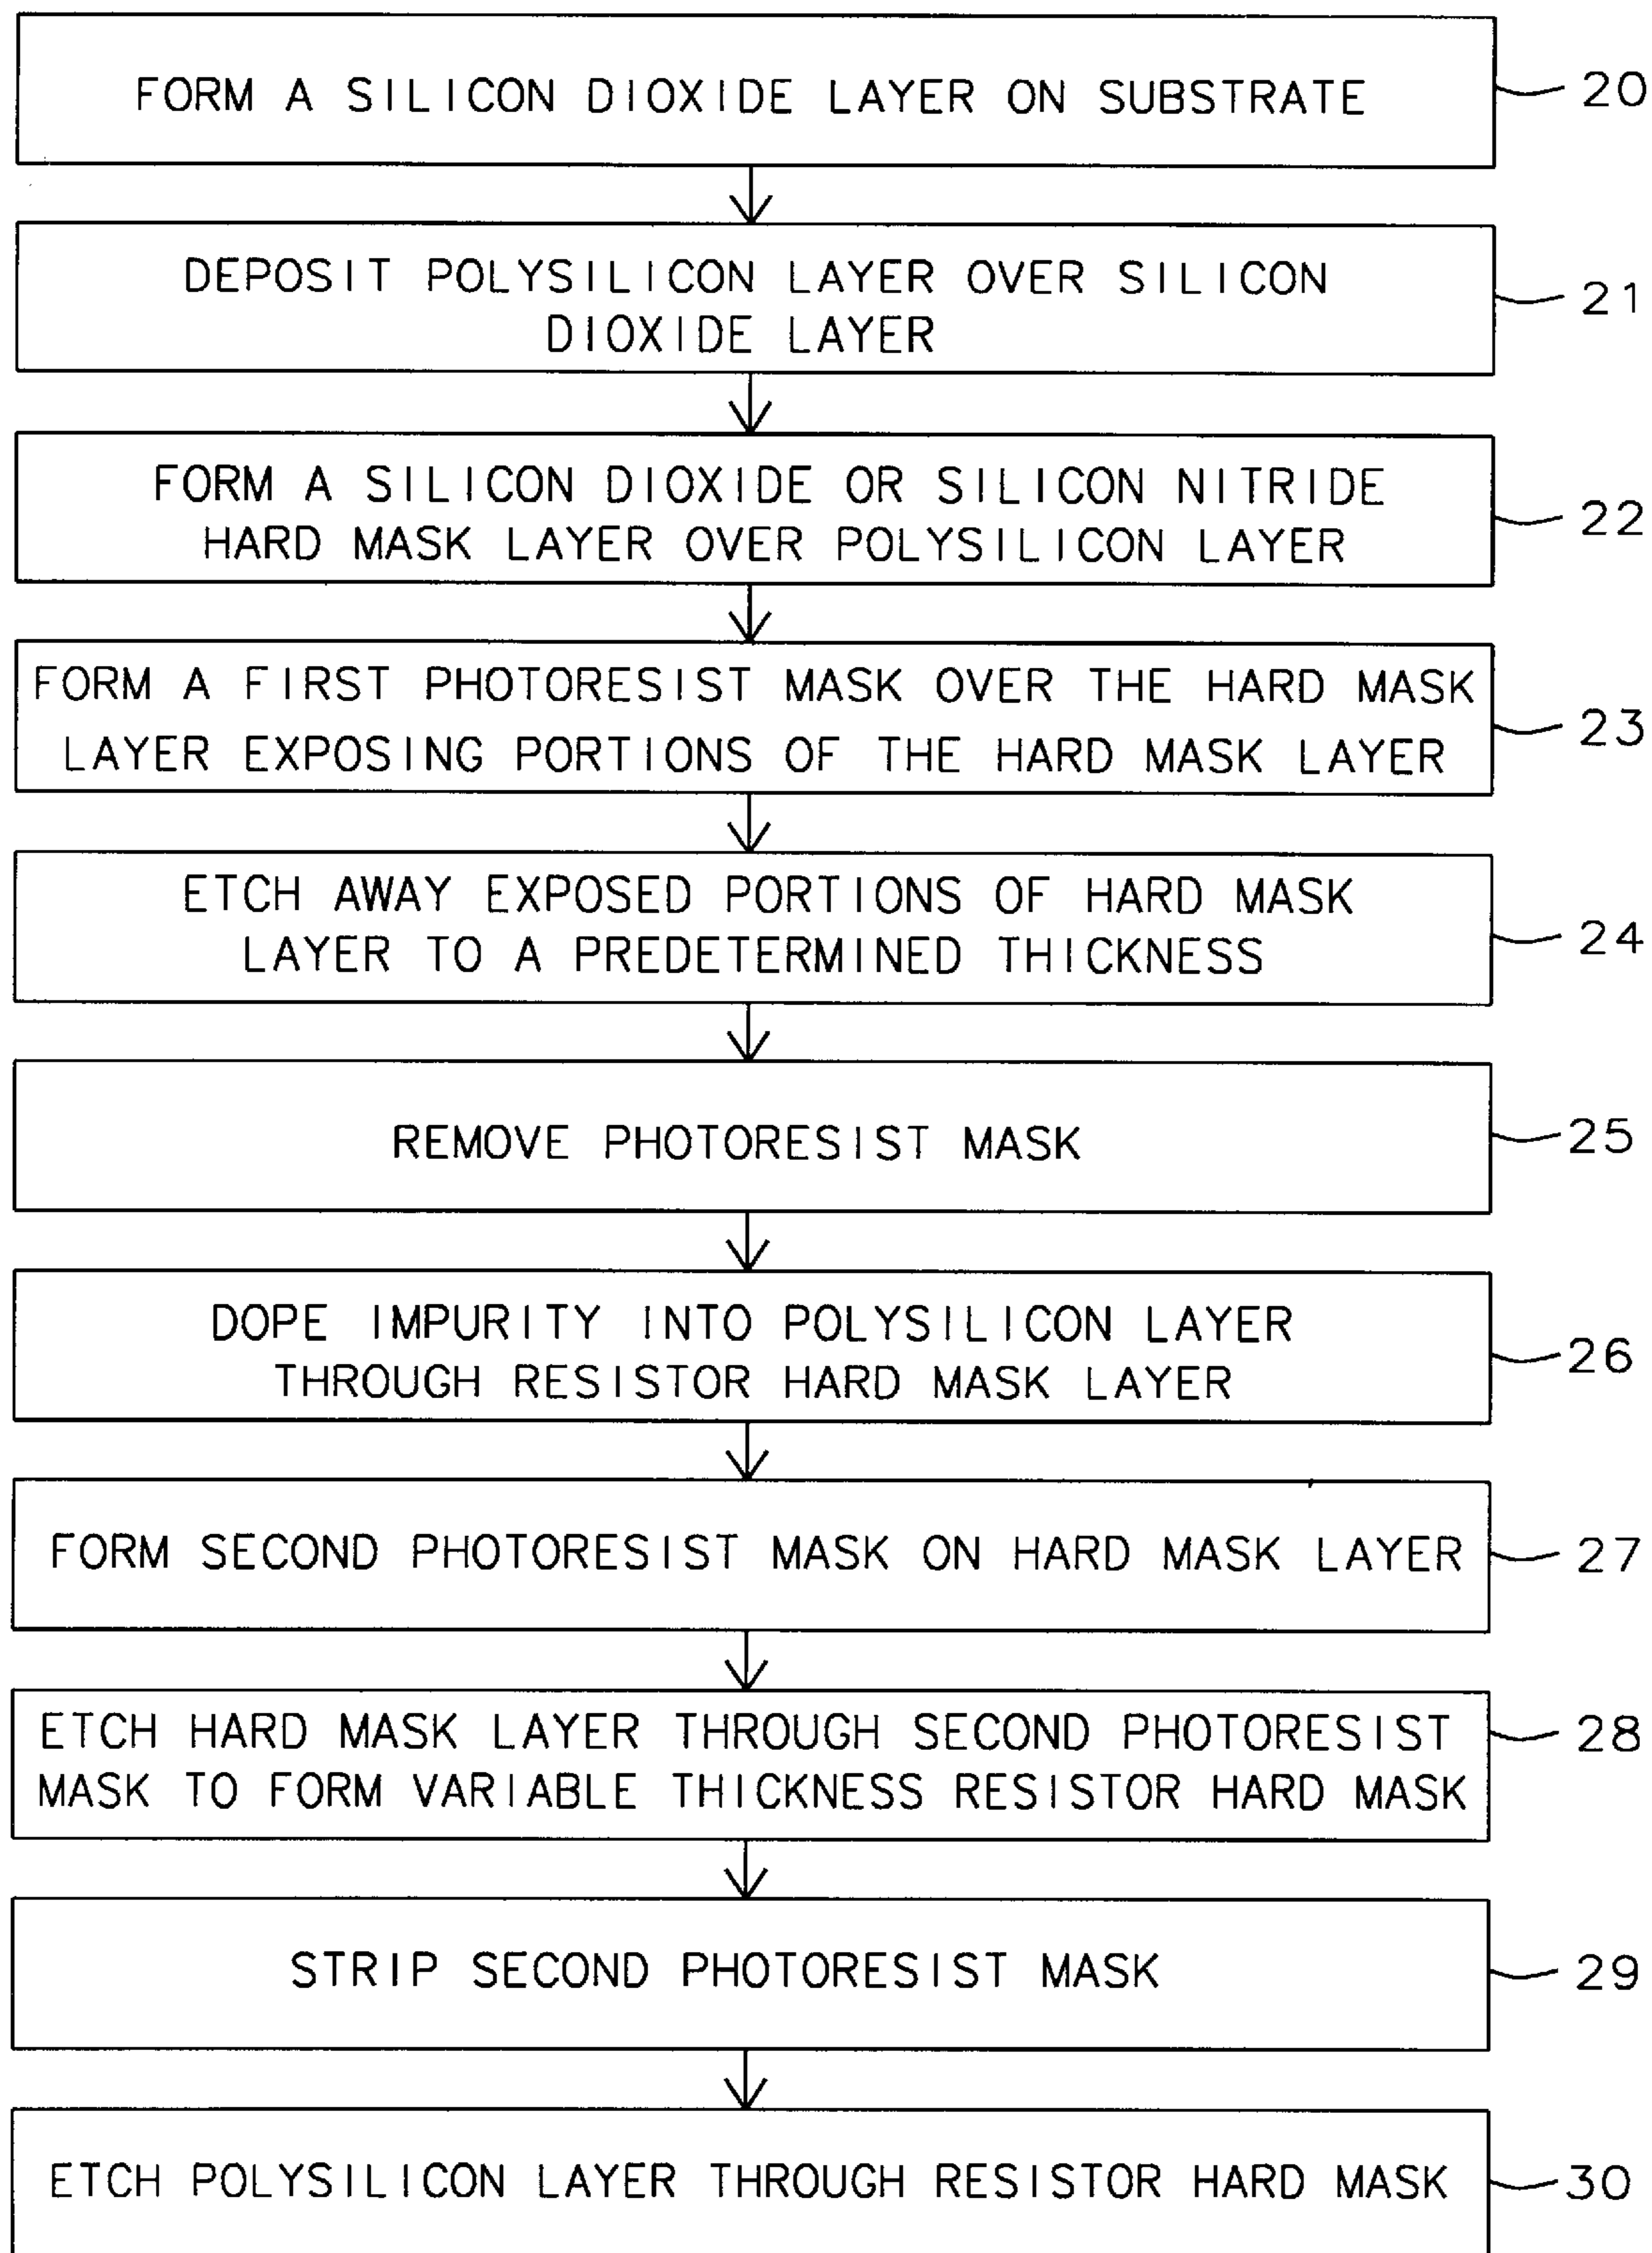 FORM A SILICON DIOXIDE LAYER ON SUBSTRATE
20
DEPOSIT POLYSILICON LAYER OVER SILICON
DIOXIDE LAYER
21
FORM A SILICON DIOXIDE OR SILICON NITRIDE
HARD MASK LAYER OVER POLYSILICON LAYER
22
FORM A FIRST PHOTORESIST MASK OVER THE HARD MASK
LAYER EXPOSING PORTIONS OF THE HARD MASK LAYER
23
ETCH AWAY EXPOSED PORTIONS OF HARD MASK
LAYER TO A PREDETERMINED THICKNESS
24
REMOVE PHOTORESIST MASK
25
DOPE IMPURITY INTO POLYSILICON LAYER
THROUGH RESISTOR HARD MASK LAYER
26
FORM SECOND PHOTORESIST MASK ON HARD MASK LAYER
27
ETCH HARD MASK LAYER THROUGH SECOND PHOTORESIST
MASK TO FORM VARIABLE THICKNESS RESISTOR HARD MASK
28
STRIP SECOND PHOTORESIST MASK
29
ETCH POLYSILICON LAYER THROUGH RESISTOR HARD MASK
30